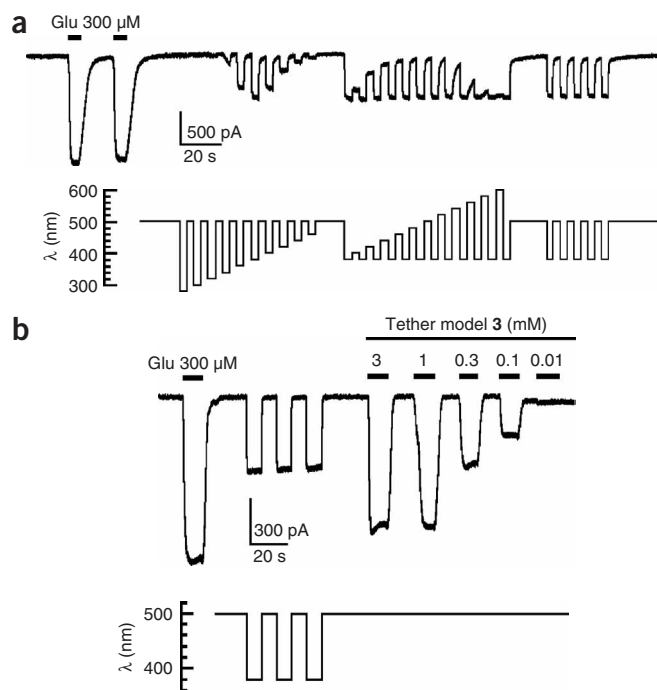 a
Glu 300 µM
500 pA
20 s
600
500
400
300
λ (nm)
b
Tether model 3 (mM)
Glu 300 µM
3 1 0.3 0.1 0.01
300 pA
20 s
500
400
λ (nm)